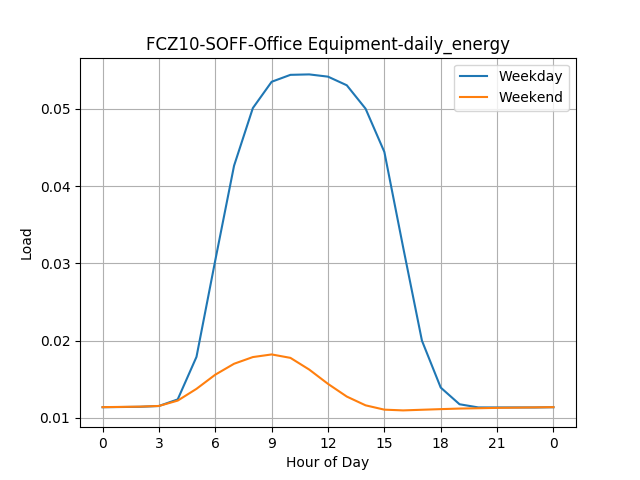 FCZ10-SOFF-Office Equipment-daily_energy
Weekday
Weekend
0.05
0.04
0.03
0.02
0.01
Load
0 3 6 9 12 15 18 21 0
Hour of Day